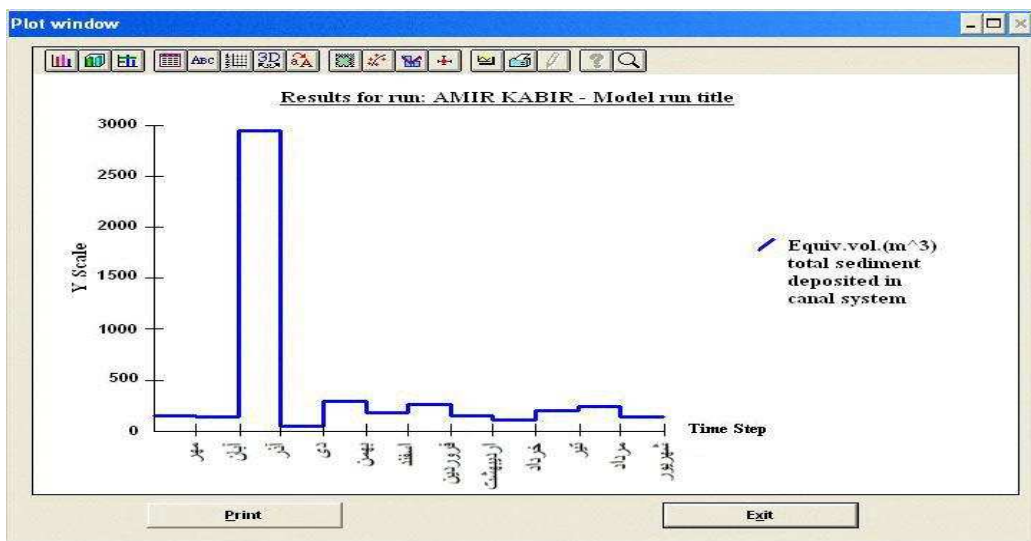 Plot window
ABC
3D
Results for run: AMIR KABIR - Model run title
3000
2500
2000
1500
1000
500
0
Y Scale
Equiv.vol.(m^3)
total sediment
deposited in
canal system
Time Step
مهر
آبان
آذر
دی
بهمن
اسفند
فروردین
اردیبهشت
خرداد
تیر
مرداد
شهریور
Print
Exit